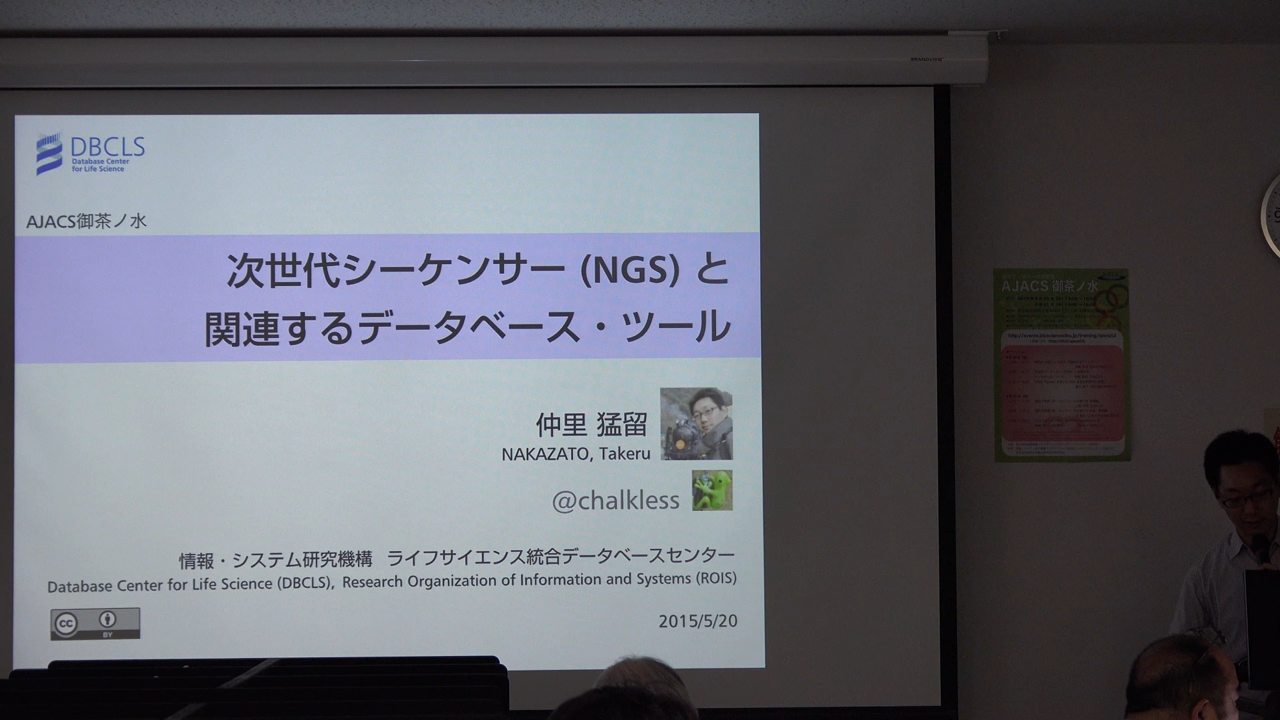 DBCLS
Database Center
for Life Science
AJACS御茶ノ水
次世代シーケンサー (NGS) と
関連するデータベース・ツール
仲里 猛留
NAKAZATO, Takeru
@chalkless
情報・システム研究機構 ライフサイエンス統合データベースセンター
Database Center for Life Science (DBCLS), Research Organization of Information and Systems (ROIS)
cc
BY
2015/5/20
AJACS 御茶ノ水